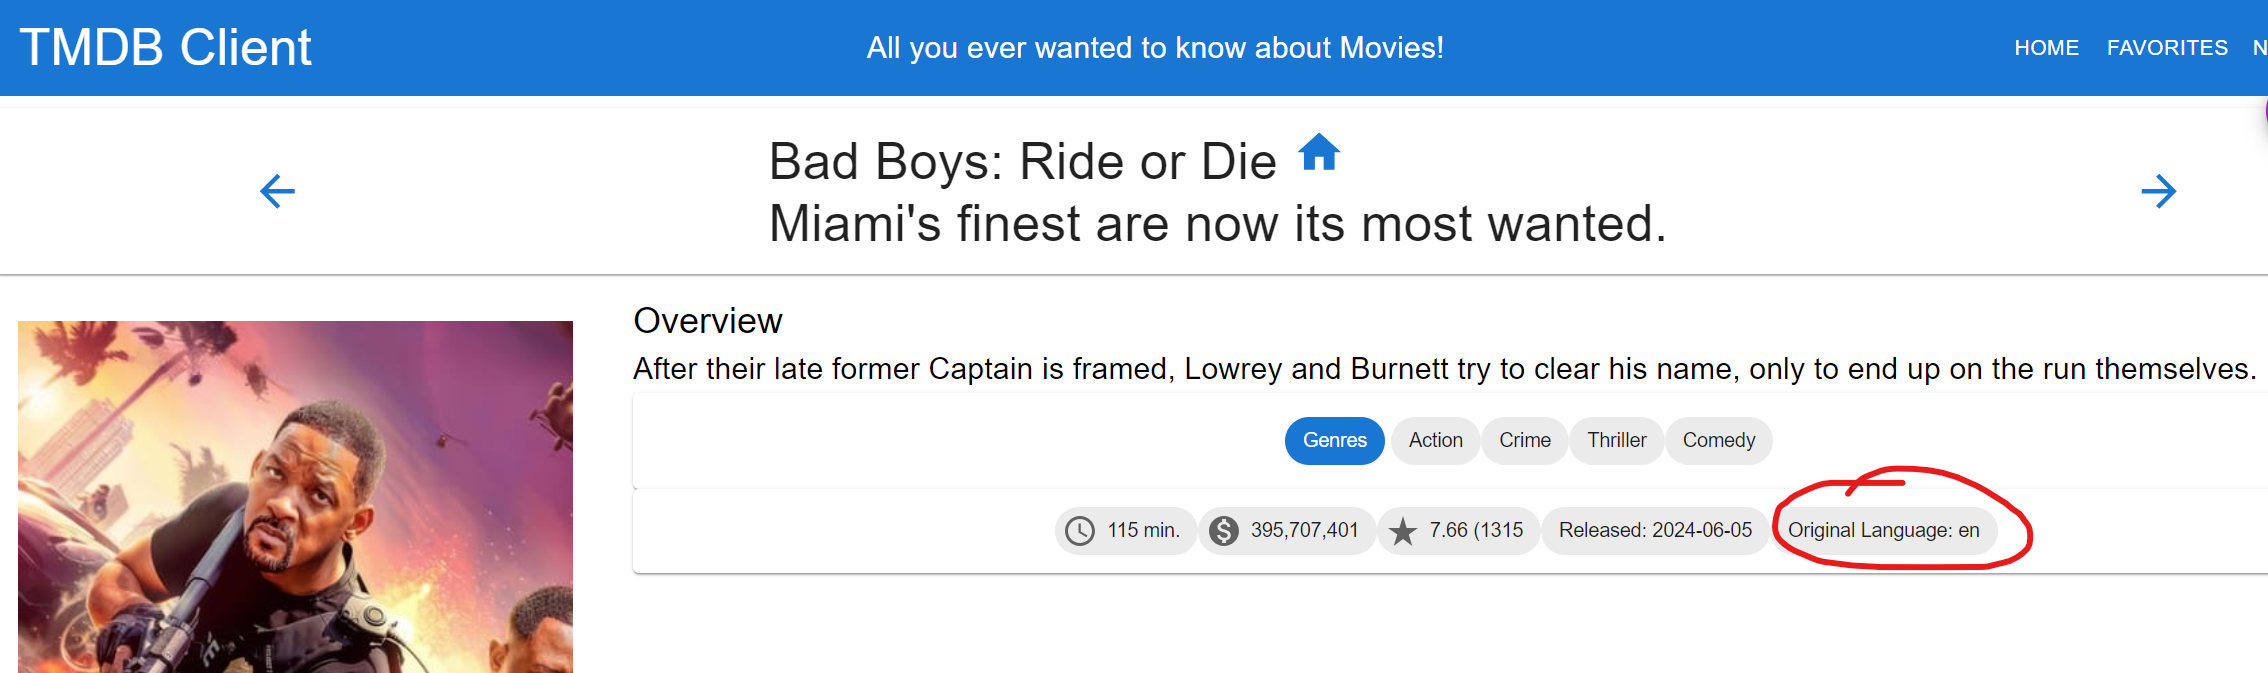 TMDB Client
All you ever wanted to know about Movies!
HOME FAVORITES N
Bad Boys: Ride or Die
Miami's finest are now its most wanted.
Overview
After their late former Captain is framed, Lowrey and Burnett try to clear his name, only to end up on the run themselves.
Genres Action Crime Thriller Comedy
115 min. 395,707,401 7.66 (1315 Released: 2024-06-05 Original Language: en